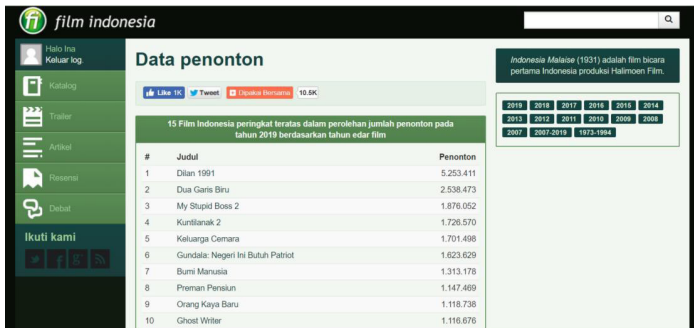 fi film indonesia
Halo Ina
Keluar log.
Katalog
Trailer
Artikel
Resensi
Debat
Ikuti kami
Data penonton
Like 1K Tweet Dipakai Bersama 10.5K
15 Film Indonesia peringkat teratas dalam perolehan jumlah penonton pada
tahun 2019 berdasarkan tahun edar film
# Judul Penonton
1 Dilan 1991 5.253.411
2 Dua Garis Biru 2.538.473
3 My Stupid Boss 2 1.876.052
4 Kuntilanak 2 1.726.570
5 Keluarga Cemara 1.701.498
6 Gundala: Negeri Ini Butuh Patriot 1.623.629
7 Bumi Manusia 1.313.178
8 Preman Pensiun 1.147.469
9 Orang Kaya Baru 1.118.738
10 Ghost Writer 1.116.676
Indonesia Malaise (1931) adalah film bicara
pertama Indonesia produksi Halimoen Film.
2019 2018 2017 2016 2015 2014
2013 2012 2011 2010 2009 2008
2007 2007-2019 1973-1994